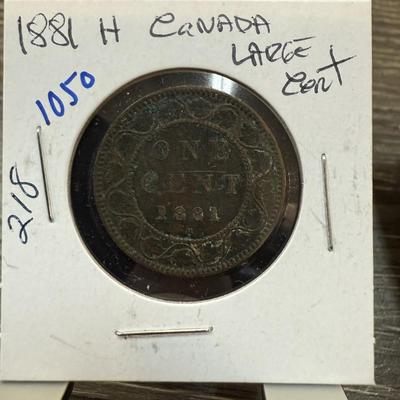 1881 H CANADA
LARGE
Cent
1050
218
ONE
CENT
1881
H